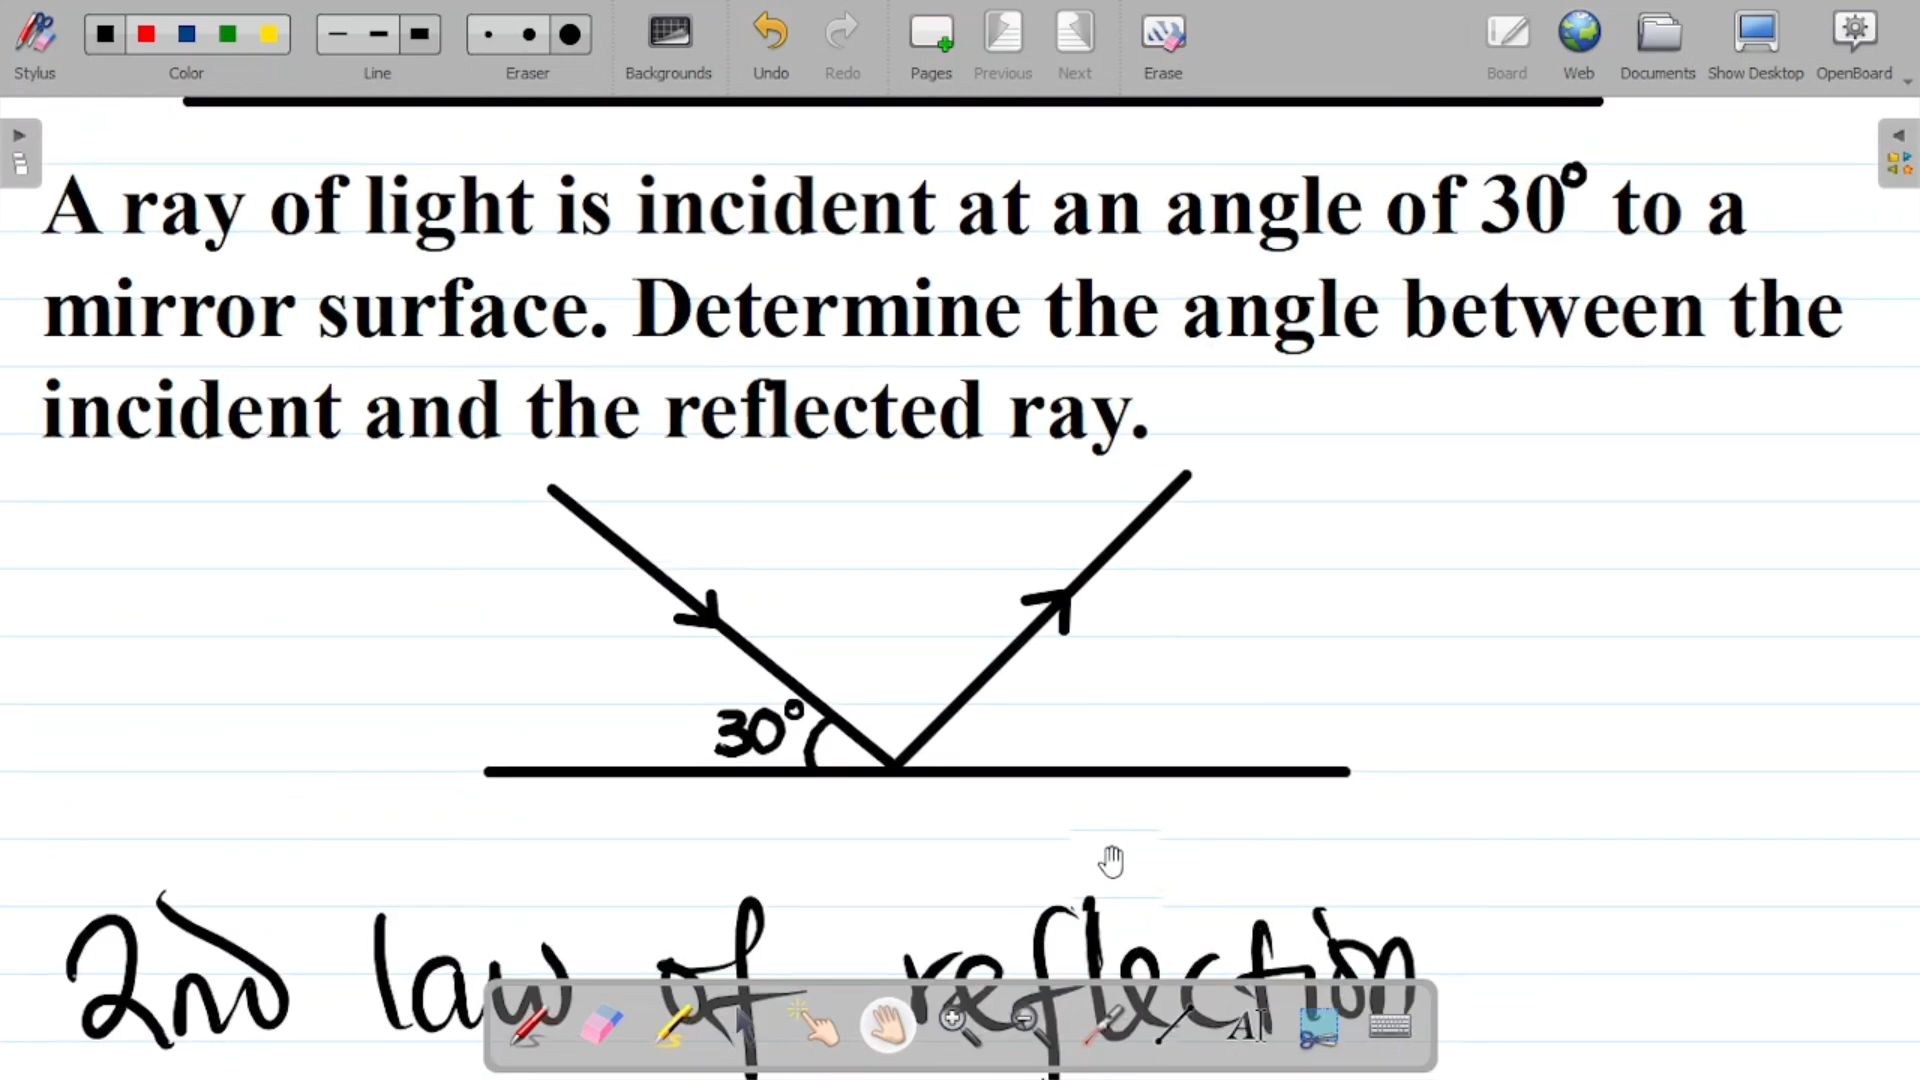 Stylus
Color
Line
Eraser
Backgrounds
Undo
Redo
Pages
Previous
Next
Erase
Board
Web
Documents
Show Desktop
OpenBoard
A ray of light is incident at an angle of 30° to a
mirror surface. Determine the angle between the
incident and the reflected ray.
30°
2nd law of reflection
AI